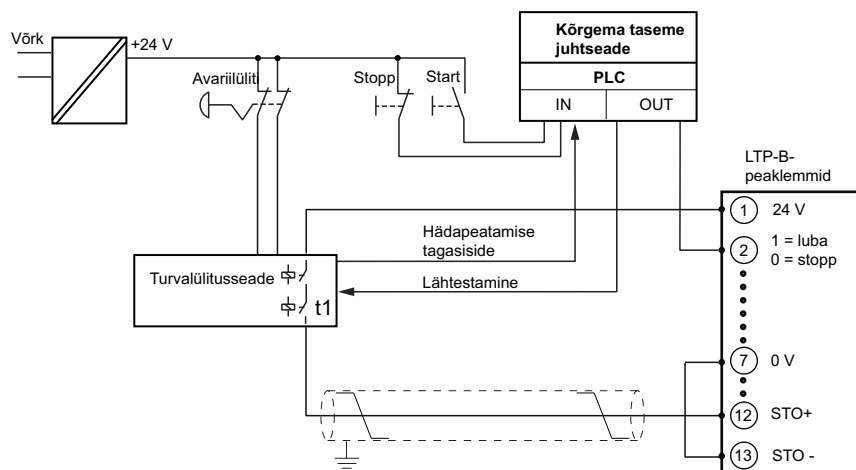 Võrk
+24 V
Avariilüliti
Stopp
Start
Kõrgema taseme
juhtseade
PLC
IN
OUT
LTP-B-
peaklemmid
1
24 V
2
1 = luba
0 = stopp
Hädapeatamise
tagasiside
Turvalülitusseade
Lähtestamine
t1
7
0 V
12
STO+
13
STO -